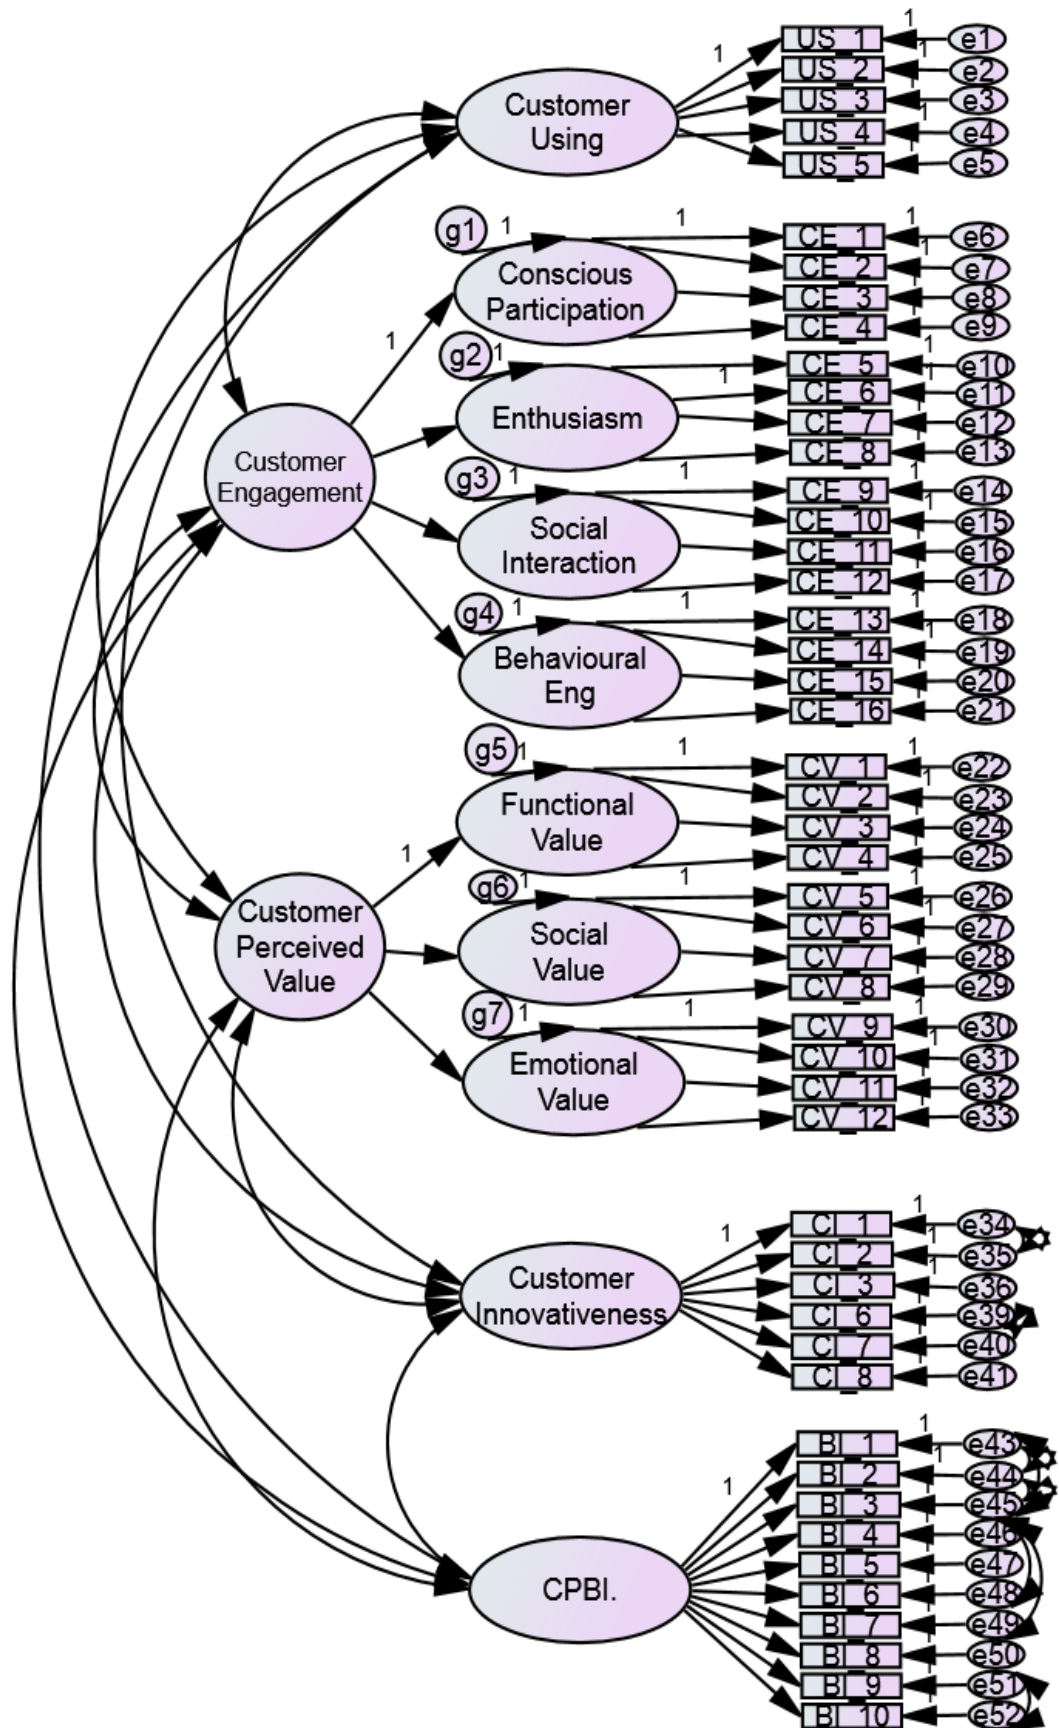 1
US_1
e1
1
US_2
e2
US_3
e3
US_4
e4
US_5
e5
Customer
Using
g1
1
1
CE_1
1
e6
CE_2
e7
CE_3
e8
CE_4
e9
Conscious
Participation
1
g2
1
CE_5
e10
1
CE_6
e11
CE_7
e12
CE_8
e13
Enthusiasm
Customer
Engagement
g3
1
1
CE_9
1
e14
CE_10
e15
CE_11
e16
CE_12
e17
Social
Interaction
g4
1
1
CE_13
1
e18
CE_14
e19
CE_15
e20
CE_16
e21
Behavioural
Eng
g5
1
1
CV_1
1
e22
CV_2
e23
CV_3
e24
CV_4
e25
Functional
Value
1
g6
1
1
CV_5
1
e26
CV_6
e27
CV_7
e28
CV_8
e29
Social
Value
Customer
Perceived
Value
g7
1
1
CV_9
1
e30
CV_10
e31
CV_11
e32
CV_12
e33
Emotional
Value
1
CI_1
1
e34
CI_2
e35
CI_3
e36
CI_6
e39
CI_7
e40
CI_8
e41
Customer
Innovativeness
1
BI_1
1
e43
BI_2
e44
BI_3
e45
BI_4
e46
BI_5
e47
BI_6
e48
BI_7
e49
BI_8
e50
BI_9
e51
BI_10
e52
CPBI.